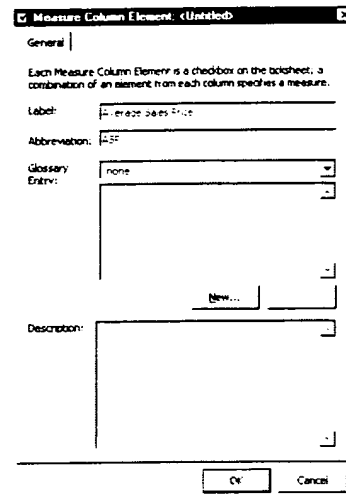 Measure Column Element: <Untitled>
General
Each Measure Column Element is a checkbox on the picksheet, a
combination of an element from each column specifies a measure.
Label: Average Sales Price
Abbreviation: ASP
Glossary
Entry: none
New...
Description:
OK Cancel